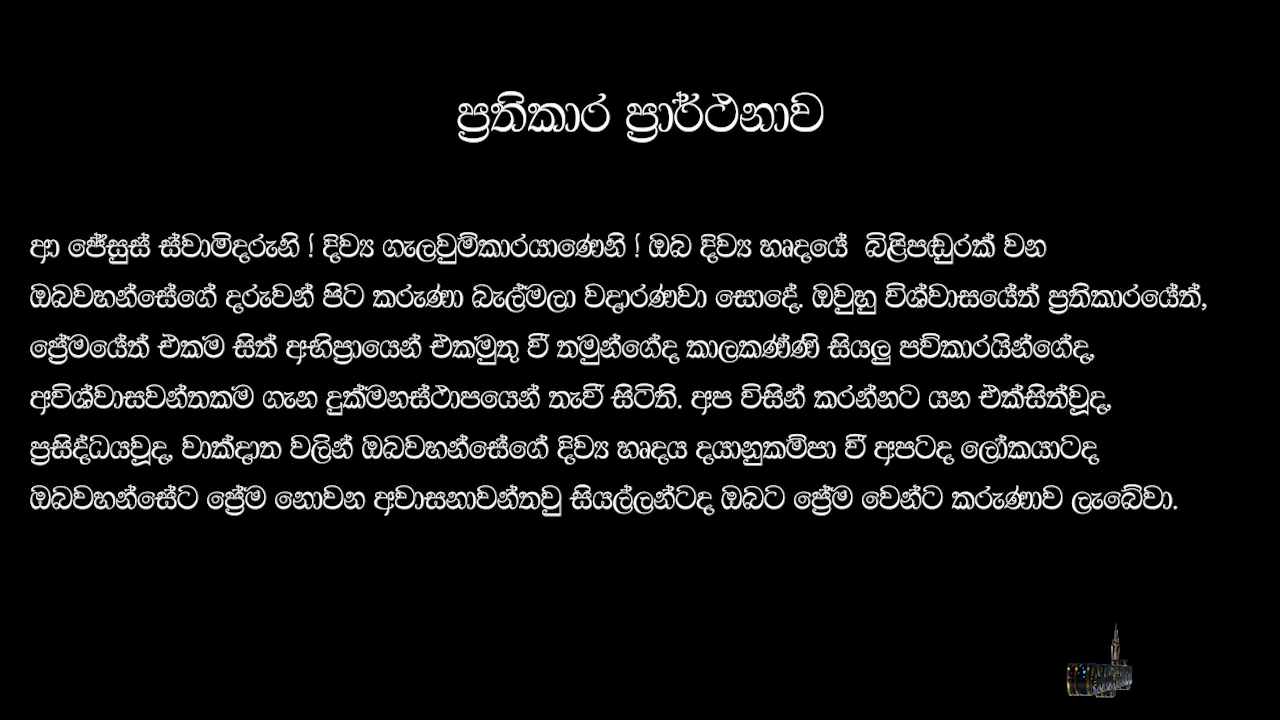 ප්‍රතිකාර ප්‍රාර්ථනාව
ආ ජේසුස් ස්වාමිදරුනි ! දිව්‍ය ගැලවුම්කාරයාණෙනි ! ඔබ දිව්‍ය හෘදයේ බිළිපඬුරක් වන
ඔබවහන්සේගේ දරුවන් පිට කරුණා බැල්මලා වදාරණවා සොදේ. ඔවුහු විශ්වාසයේත් ප්‍රතිකාරයේත්,
ප්‍රේමයේත් එකම සිත් අභිප්‍රායෙන් එකමුතු වී තමුන්ගේද කාලකණ්ණි සියලු පව්කාරයින්ගේද,
අවිශ්වාසවන්තකම ගැන දුක්මනස්ථාපයෙන් තැවී සිටිති. අප විසින් කරන්නට යන එක්සිත්වූද,
ප්‍රසිද්ධයවූද, වාක්දාත වලින් ඔබවහන්සේගේ දිව්‍ය හෘදය දයානුකම්පා වී අපටද ලෝකයාටද
ඔබවහන්සේට ප්‍රේම නොවන අවාසනාවන්තවු සියල්ලන්ටද ඔබට ප්‍රේම වෙන්ට කරුණාව ලැබේවා.